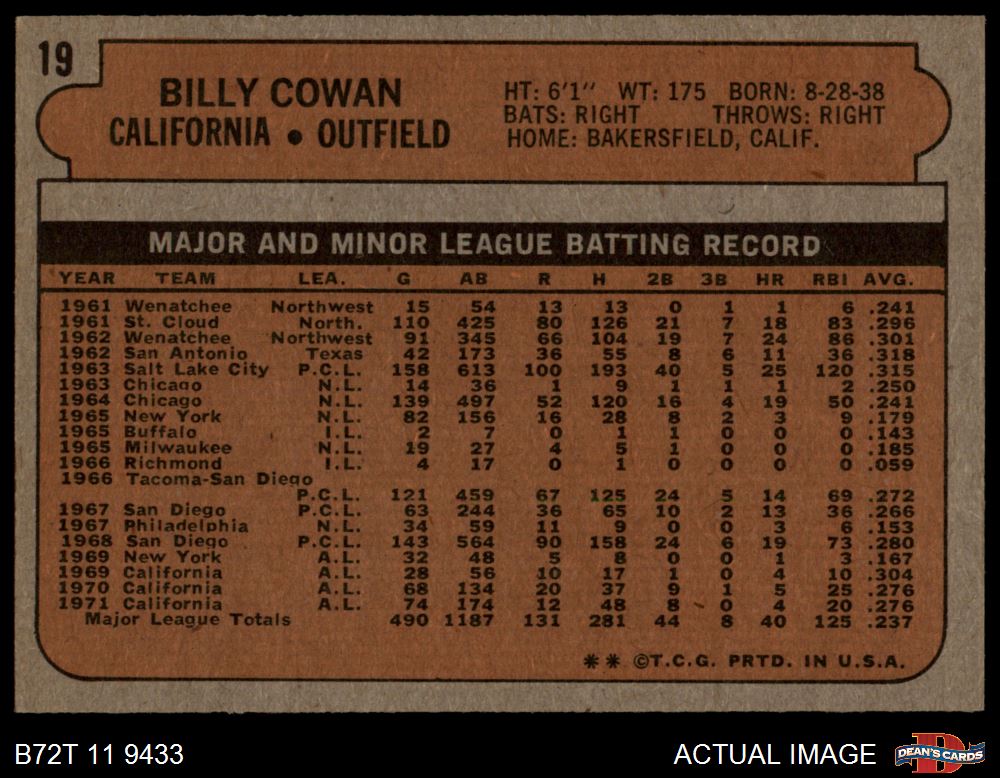 19
BILLY COWAN
CALIFORNIA • OUTFIELD
HT: 6'1" WT: 175 BORN: 8-28-38
BATS: RIGHT THROWS: RIGHT
HOME: BAKERSFIELD, CALIF.
MAJOR AND MINOR LEAGUE BATTING RECORD
YEAR TEAM LEA. G AB R H 2B 3B HR RBI AVG.
1961 Wenatchee Northwest 15 54 13 13 0 1 1 6 .241
1961 St. Cloud North. 110 425 80 126 21 7 18 83 .296
1962 Wenatchee Northwest 91 345 66 104 19 7 24 86 .301
1962 San Antonio Texas 42 173 36 55 8 6 11 36 .318
1963 Salt Lake City P.C.L. 158 613 100 193 40 5 25 120 .315
1963 Chicago N.L. 14 36 1 9 1 1 1 2 .250
1964 Chicago N.L. 139 497 52 120 16 4 19 50 .241
1965 New York N.L. 82 156 16 28 8 2 3 9 .179
1965 Buffalo I.L. 2 7 0 1 1 0 0 0 .143
1965 Milwaukee N.L. 19 27 4 5 1 0 0 0 .185
1966 Richmond I.L. 4 17 0 1 0 0 0 0 .059
1966 Tacoma-San Diego
P.C.L. 121 459 67 125 24 5 14 69 .272
1967 San Diego P.C.L. 63 244 36 65 10 2 13 36 .266
1967 Philadelphia N.L. 34 59 11 9 0 0 3 6 .153
1968 San Diego P.C.L. 143 564 90 158 24 6 19 73 .280
1969 New York A.L. 32 48 5 8 0 0 1 3 .167
1969 California A.L. 28 56 10 17 1 0 4 10 .304
1970 California A.L. 68 134 20 37 9 1 5 25 .276
1971 California A.L. 74 174 12 48 8 0 4 20 .276
Major League Totals 490 1187 131 281 44 8 40 125 .237
** ©T.C.G. PRTD. IN U.S.A.
B72T 11 9433
ACTUAL IMAGE
D
DEAN'S CARDS